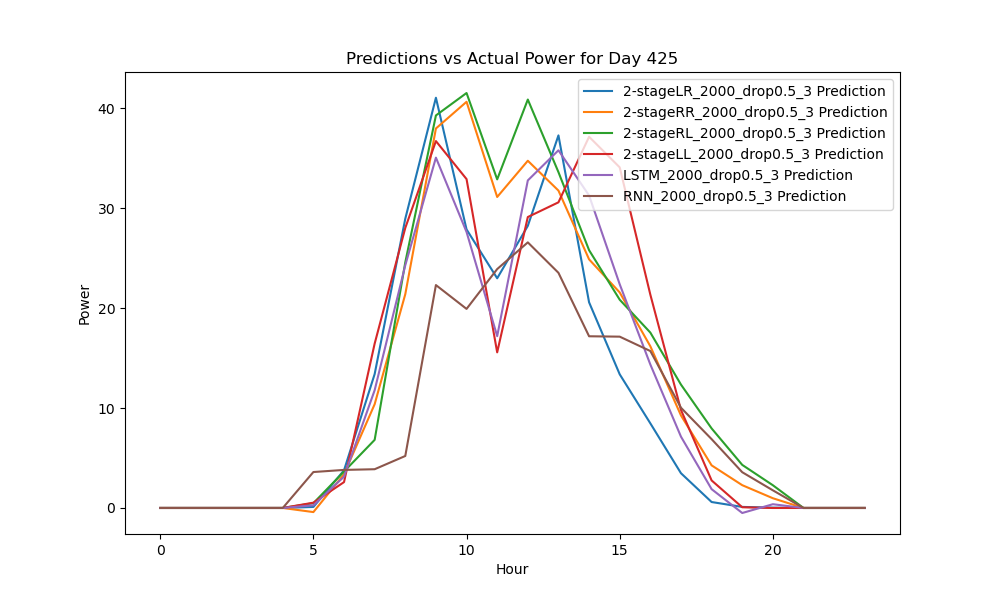 Predictions vs Actual Power for Day 425
2-stageLR_2000_drop0.5_3 Prediction
2-stageRR_2000_drop0.5_3 Prediction
2-stageRL_2000_drop0.5_3 Prediction
2-stageLL_2000_drop0.5_3 Prediction
LSTM_2000_drop0.5_3 Prediction
RNN_2000_drop0.5_3 Prediction
Power
40
30
20
10
0
0 5 10 15 20
Hour